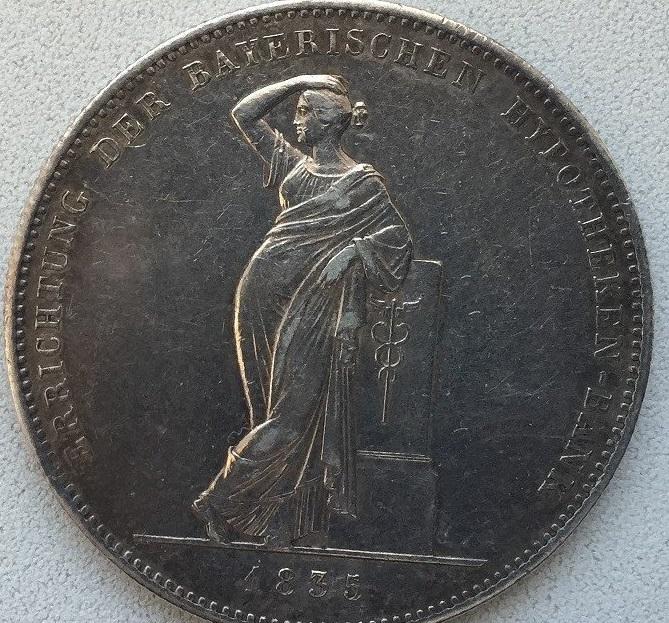 ERRICHTUNG DER BAYERISCHEN HYPOTHEKEN-BANK
1835